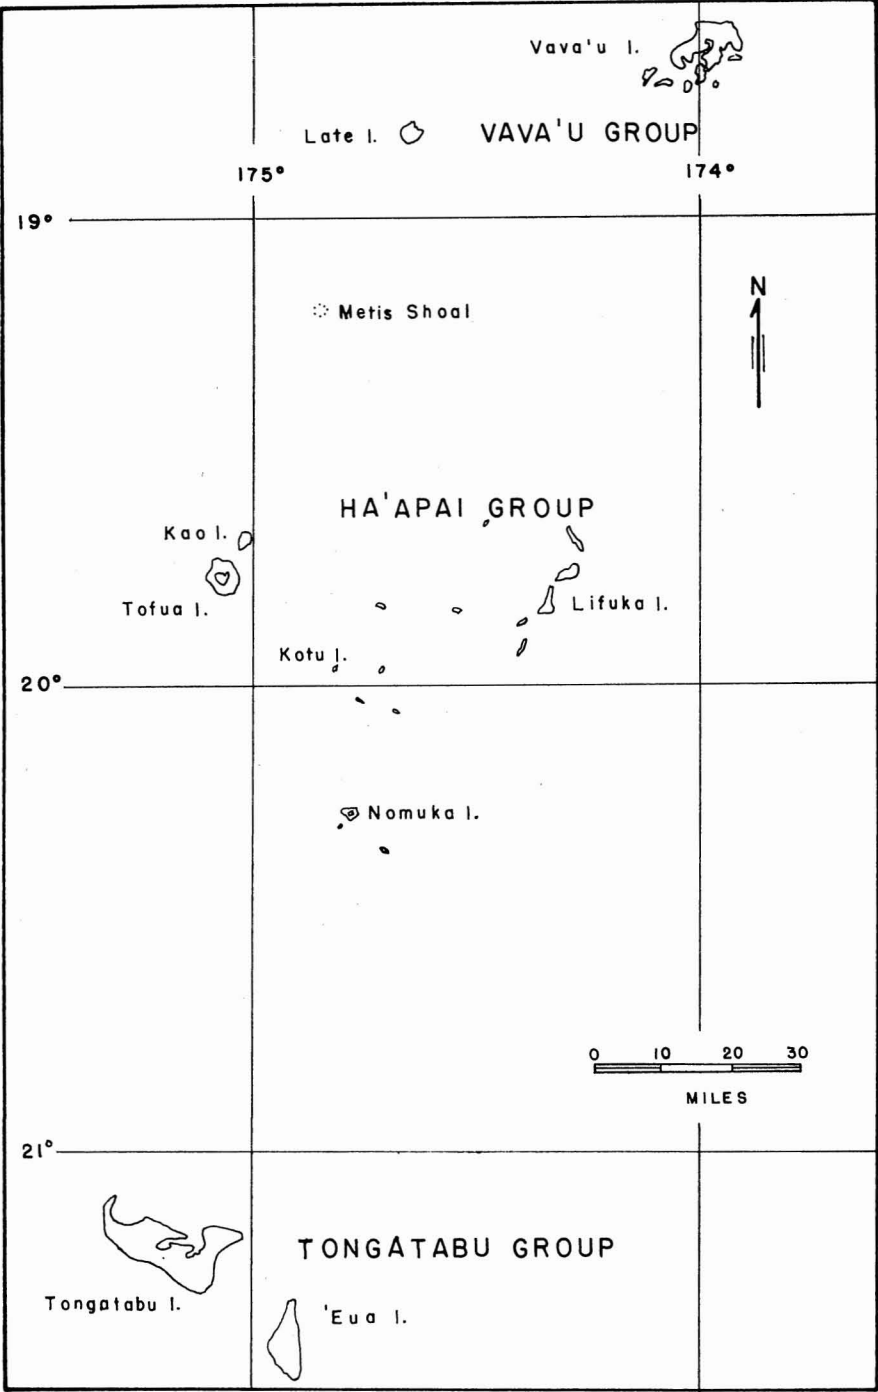 Vava'u I.
Late I.
VAVA'U GROUP
175°
174°
19°
N
Metis Shoal
HA'APAI GROUP
Kao I.
Tofua I.
Lifuka I.
Kotu I.
20°
Nomuka I.
0 10 20 30
MILES
21°
TONGATABU GROUP
Tongatabu I.
'Eua I.